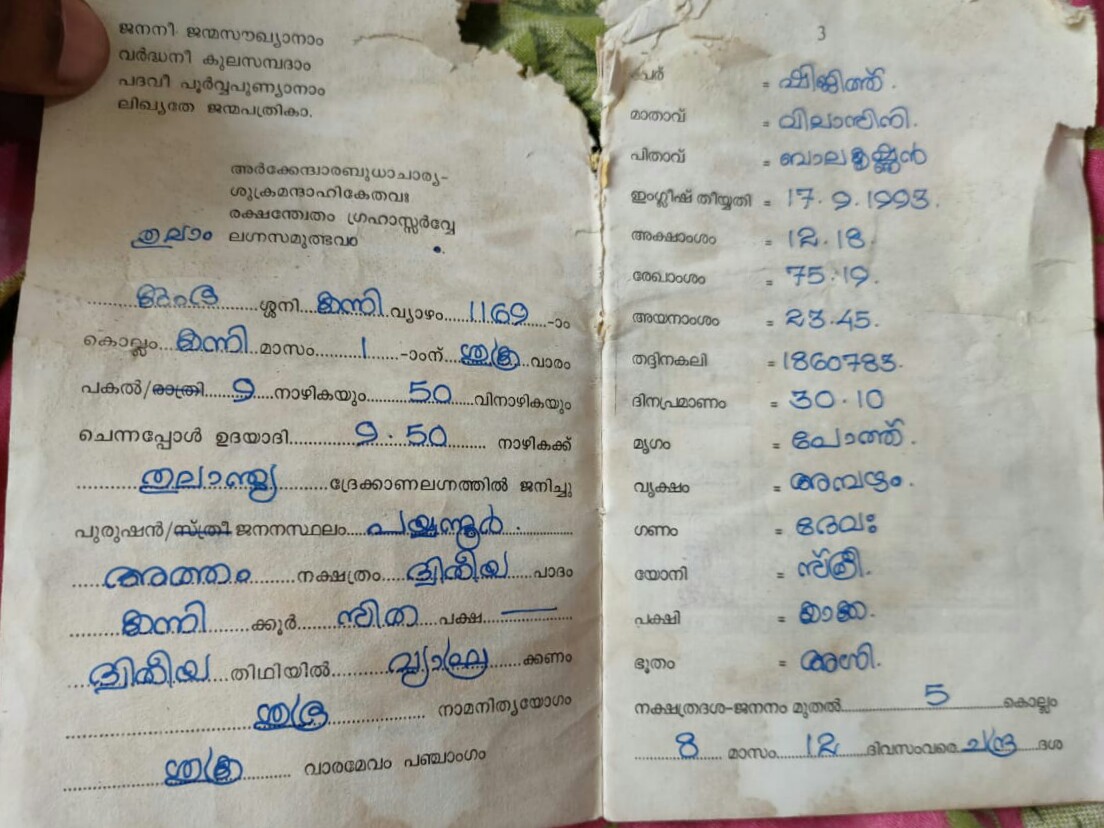 ജനനീ ജന്മസൗഖ്യാനാം
വർദ്ധനീ കുലസമ്പദാം
പദവീ പൂർവ്വപുണ്യാനാം
ലിഖ്യതേ ജന്മപത്രികാ.
അർക്കേന്ദ്വാരബുധാചാര്യ-
ശുക്രമന്ദാഹികേതവഃ
രക്ഷന്ത്വേതം ഗ്രഹാസ്സർവ്വേ
തുലാം ലഗ്നസമുത്ഭവം
കുംഭ ശ്ശനി കന്നി വ്യാഴം 1169 -ാം
കൊല്ലം കന്നി മാസം 1 -ാംന് ശുക്ര വാരം
പകൽ/രാത്രി 9 നാഴികയും 50 വിനാഴികയും
ചെന്നപ്പോൾ ഉദയാദി 9.50 നാഴികക്ക്
തുലാന്ത്യ ദ്രേക്കാണലഗ്നത്തിൽ ജനിച്ചു
പുരുഷൻ/സ്ത്രീ ജനനസ്ഥലം പയ്യന്നൂർ.
അത്തം നക്ഷത്രം ദ്വിതീയ പാദം
കന്നി ക്കൂർ സിത പക്ഷ
ദ്വിതീയ തിഥിയിൽ വ്യാഘ്ര ക്കണം
നാമനിത്യയോഗം
ശുക്ര വാരമേവം പഞ്ചാംഗം
3
പേര് = ഷിജിത്ത്.
മാതാവ് = വിലാസിനി.
പിതാവ് = ബാലകൃഷ്ണൻ
ഇംഗ്ലീഷ് തീയ്യതി = 17.9.1993.
അക്ഷാംശം = 12.18.
രേഖാംശം = 75.19.
അയനാംശം = 23.45.
തദ്ദിനകലി = 1860783.
ദിനപ്രമാണം = 30.10
മൃഗം = പോത്ത്.
വൃക്ഷം = അമ്പഴം.
ഗണം = ദേവഃ
യോനി = സ്ത്രീ.
പക്ഷി = കാക്ക.
ഭൂതം = അഗ്നി.
നക്ഷത്രദശ-ജനനം മുതൽ 5 കൊല്ലം
8 മാസം 12 ദിവസംവരെ ചന്ദ്ര ദശ